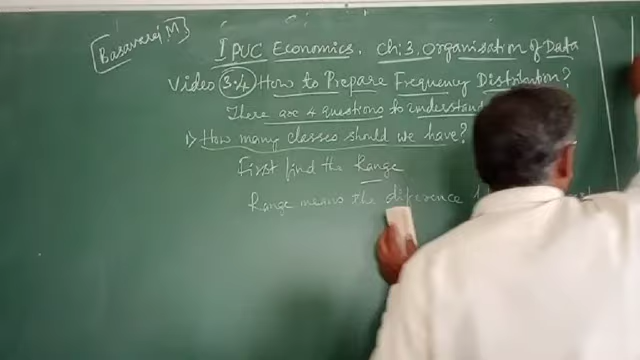 Basavaraj M
I PUC Economics. Ch:3. Organisation of Data
Video 3.4 How to Prepare Frequency Distribution?
There are 4 questions to understand
1> How many classes should we have?
First find the Range
Range means the difference